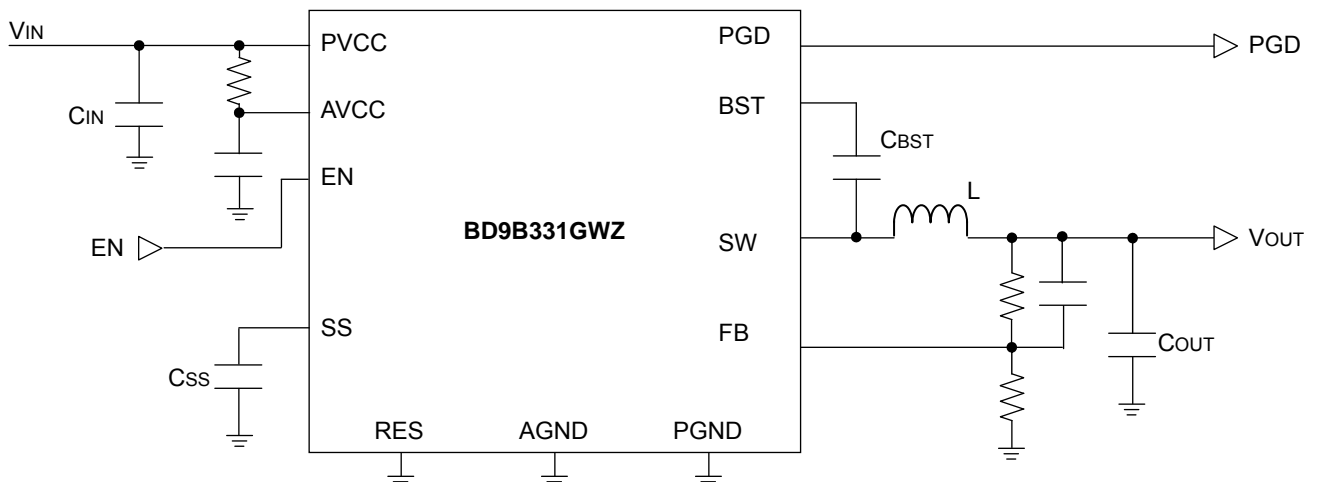 VIN
PVCC
PGD
PGD
CIN
AVCC
BST
CBST
EN
L
BD9B331GWZ
EN
SW
VOUT
SS
FB
COUT
CSS
RES
AGND
PGND